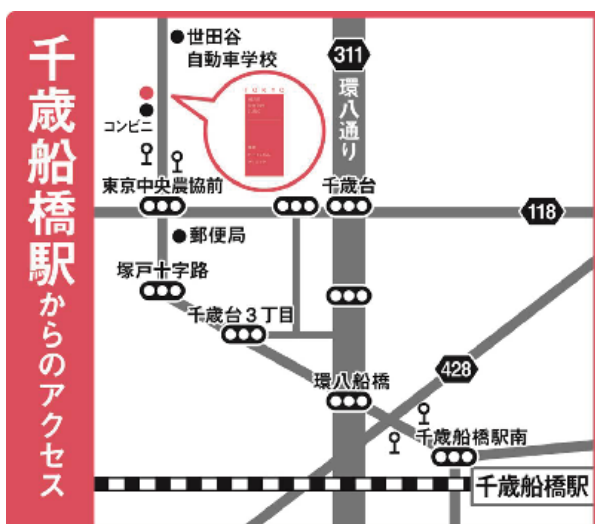 千歳船橋駅からのアクセス
世田谷
自動車学校
コンビニ
TOKYO
311
環八通り
東京中央農協前
千歳台
118
郵便局
塚戸十字路
千歳台3丁目
428
環八船橋
千歳船橋駅南
千歳船橋駅